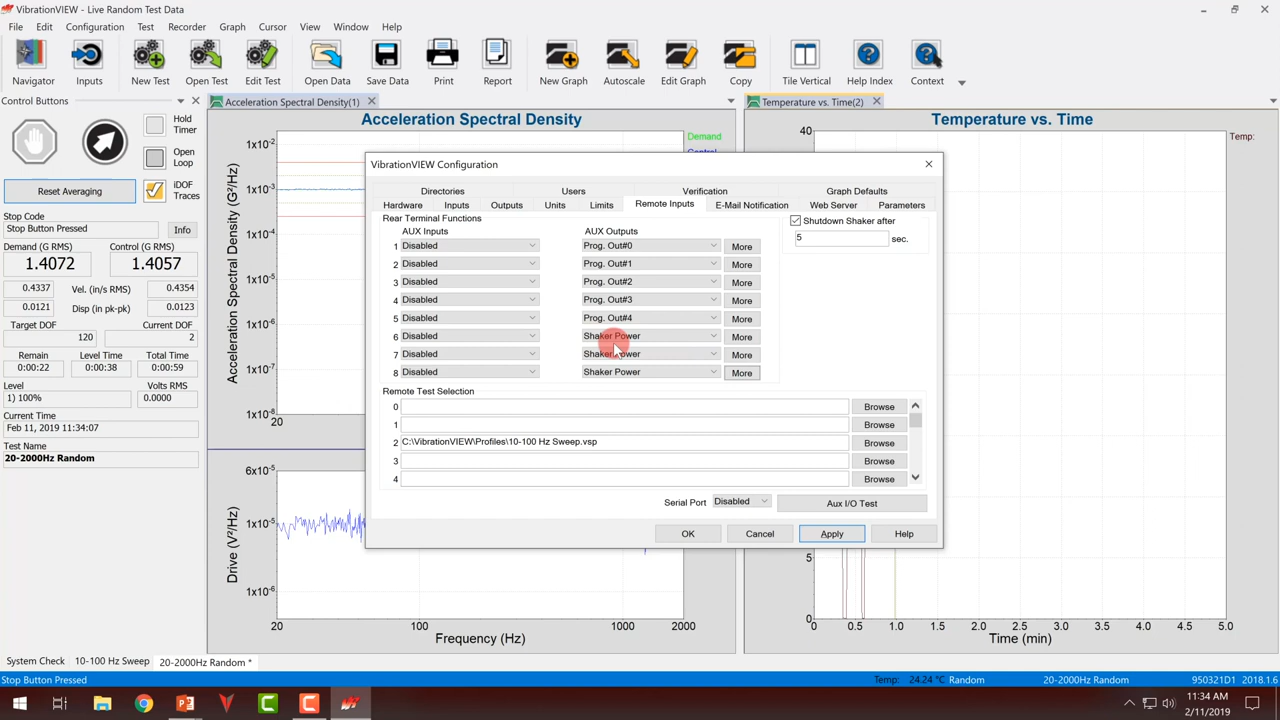 VibrationVIEW - Live Random Test Data
File Edit Configuration Test Recorder Graph Cursor View Window Help
Navigator Inputs New Test Open Test Edit Test Open Data Save Data Print Report New Graph Autoscale Edit Graph Copy Tile Vertical Help Index Context
Control Buttons
Hold Timer
Open Loop
Reset Averaging
iDOF Traces
Stop Code
Stop Button Pressed Info
Demand (G RMS) Control (G RMS)
1.4072 1.4057
0.4337 Vel. (in/s RMS) 0.4354
0.0121 Disp (in pk-pk) 0.0123
Target DOF Current DOF
120 2
Remain Level Time Total Time
0:00:22 0:00:38 0:00:59
Level Volts RMS
1) 100% 0.0000
Current Time
Feb 11, 2019 11:34:07
Test Name
20-2000Hz Random
Acceleration Spectral Density(1)
Acceleration Spectral Density
Demand
Acceleration Spectral Density (G²/Hz)
1x10⁻²
1x10⁻³
1x10⁻⁴
1x10⁻⁵
1x10⁻⁶
1x10⁻⁷
1x10⁻⁸
20
Drive (V²/Hz)
6x10⁻⁵
1x10⁻⁵
1x10⁻⁶
20 100 1000 2000
Frequency (Hz)
Temperature vs. Time(2)
Temperature vs. Time
Temp:
40
5
0
0 0.5 1.0 1.5 2.0 2.5 3.0 3.5 4.0 4.5 5.0
Time (min)
VibrationVIEW Configuration
Directories Users Verification Graph Defaults
Hardware Inputs Outputs Units Limits Remote Inputs E-Mail Notification Web Server Parameters
Rear Terminal Functions
AUX Inputs AUX Outputs
1 Disabled Prog. Out#0 More
2 Disabled Prog. Out#1 More
3 Disabled Prog. Out#2 More
4 Disabled Prog. Out#3 More
5 Disabled Prog. Out#4 More
6 Disabled Shaker Power More
7 Disabled Shaker Power More
8 Disabled Shaker Power More
Shutdown Shaker after
5 sec.
Remote Test Selection
0 Browse
1 Browse
2 C:\VibrationVIEW\Profiles\10-100 Hz Sweep.vsp Browse
3 Browse
4 Browse
Serial Port Disabled Aux I/O Test
OK Cancel Apply Help
System Check 10-100 Hz Sweep 20-2000Hz Random *
Stop Button Pressed Temp: 24.24 °C Random 20-2000Hz Random 950321D1 2018.1.6
11:34 AM
2/11/2019